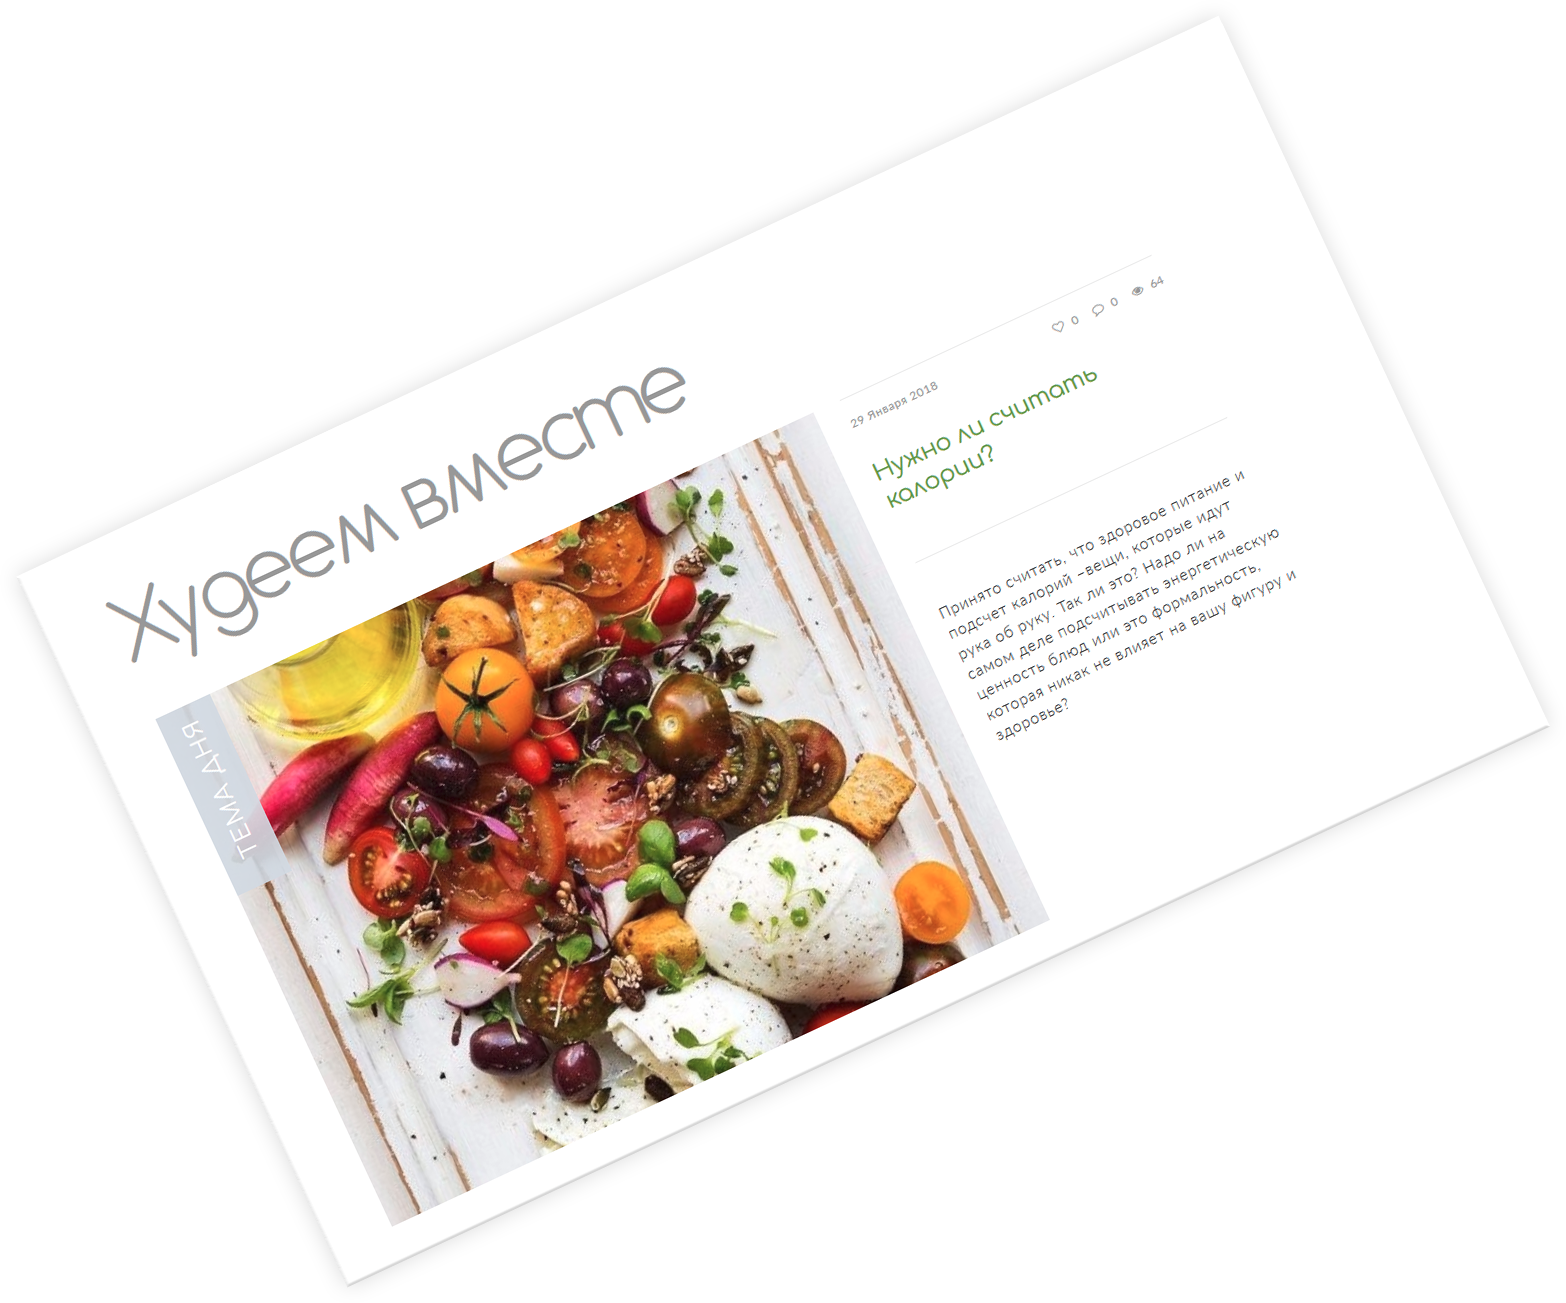 Худеем вместе
ТЕМА ДНЯ
29 Января 2018
0 0 64
Нужно ли считать
калории?
Принято считать, что здоровое питание и
подсчет калорий –вещи, которые идут
рука об руку. Так ли это? Надо ли на
самом деле подсчитывать энергетическую
ценность блюд или это формальность,
которая никак не влияет на вашу фигуру и
здоровье?